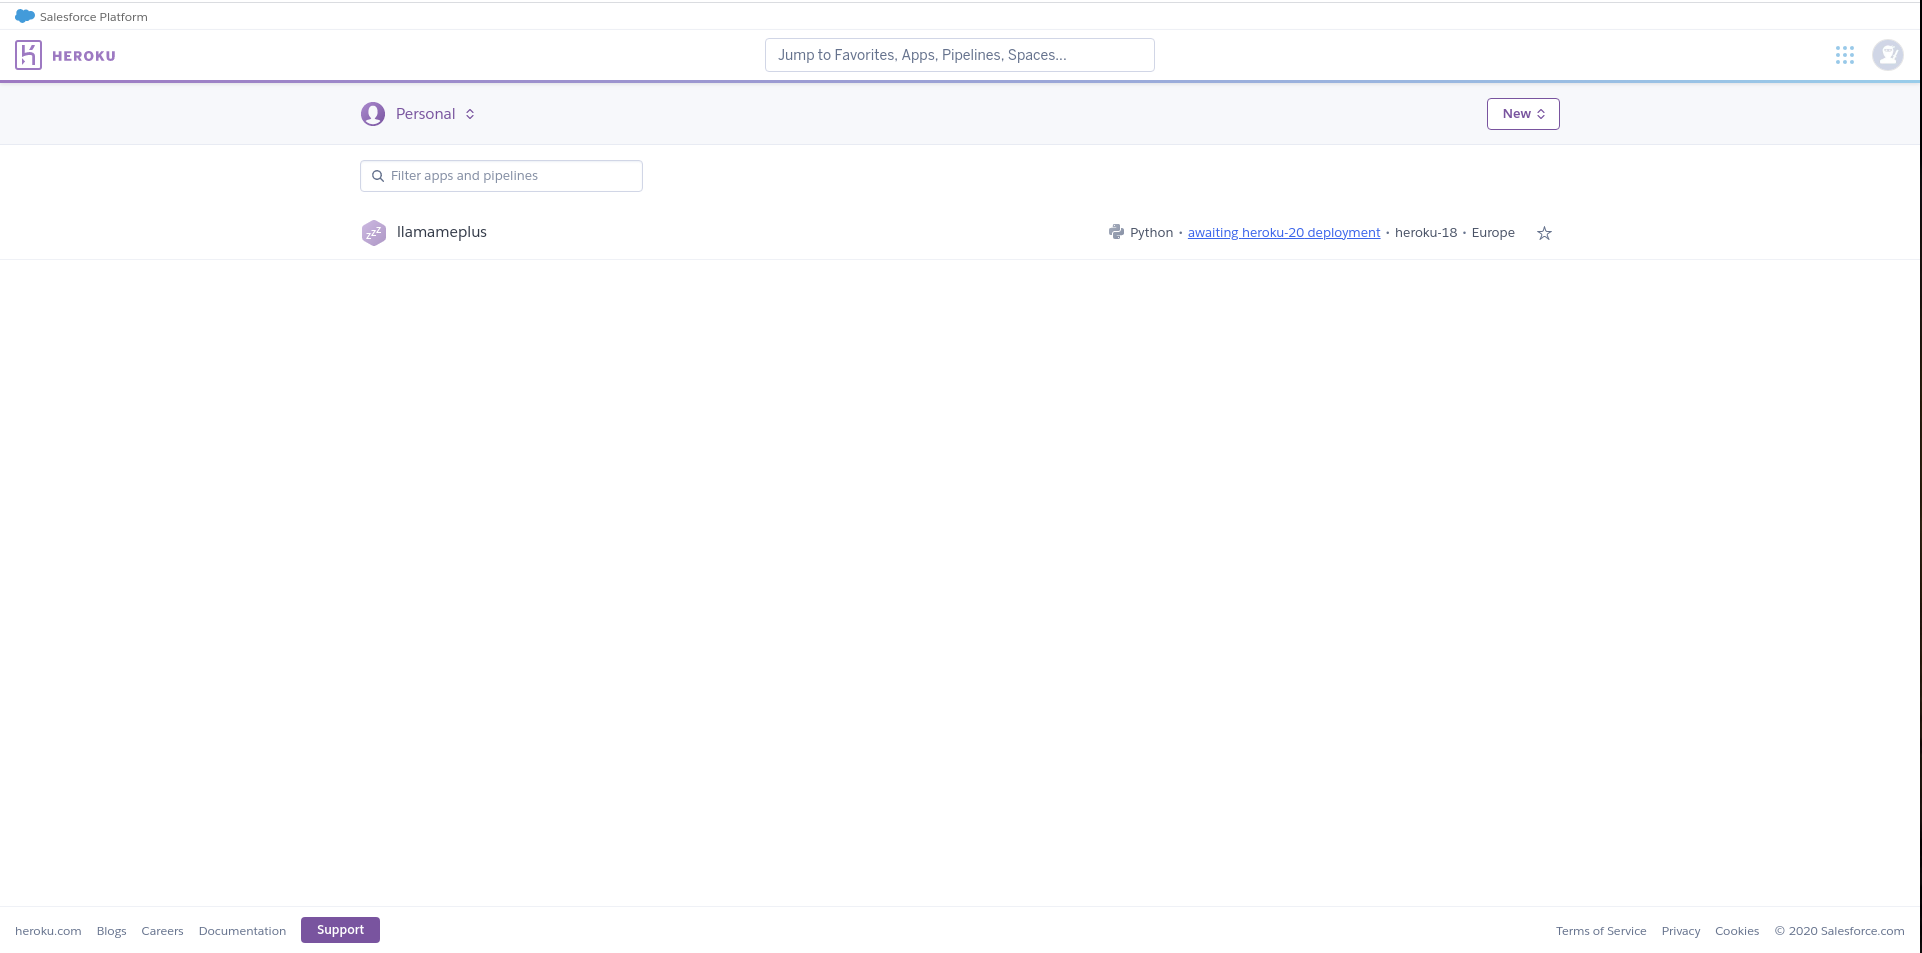 Salesforce Platform
HEROKU
Jump to Favorites, Apps, Pipelines, Spaces...
Personal
New
Filter apps and pipelines
zzz
llamameplus
Python • awaiting heroku-20 deployment • heroku-18 • Europe
heroku.com Blogs Careers Documentation Support
Terms of Service Privacy Cookies © 2020 Salesforce.com